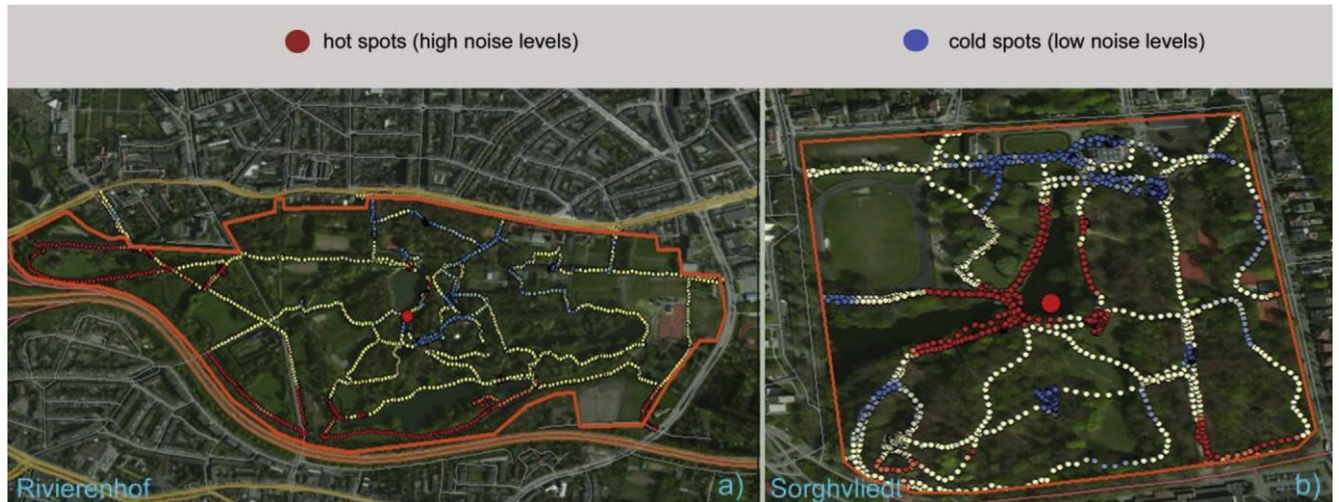 hot spots (high noise levels)
cold spots (low noise levels)
Rivierenhof
a)
Sorghvliedt
b)